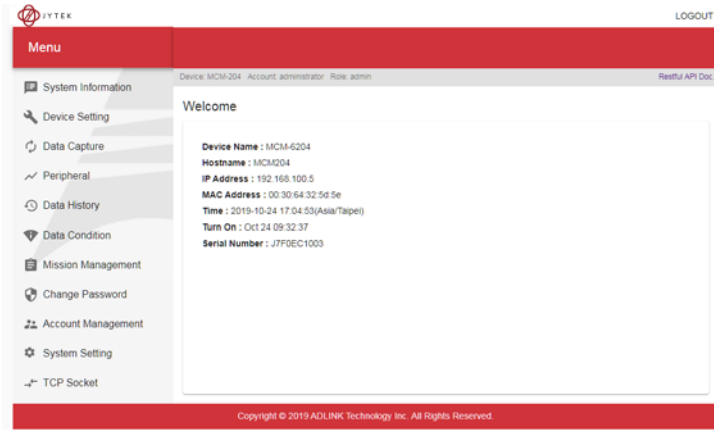 JYTEK
LOGOUT
Menu
Device: MCM-204 Account: administrator Role: admin
Restful API Doc.
System Information
Device Setting
Data Capture
Peripheral
Data History
Data Condition
Mission Management
Change Password
Account Management
System Setting
TCP Socket
Welcome
Device Name : MCM-6204
Hostname : MCM204
IP Address : 192.168.100.5
MAC Address : 00:30:64:32:5d:5e
Time : 2019-10-24 17:04:53(Asia/Taipei)
Turn On : Oct 24 09:32:37
Serial Number : J7F0EC1003
Copyright © 2019 ADLINK Technology Inc. All Rights Reserved.